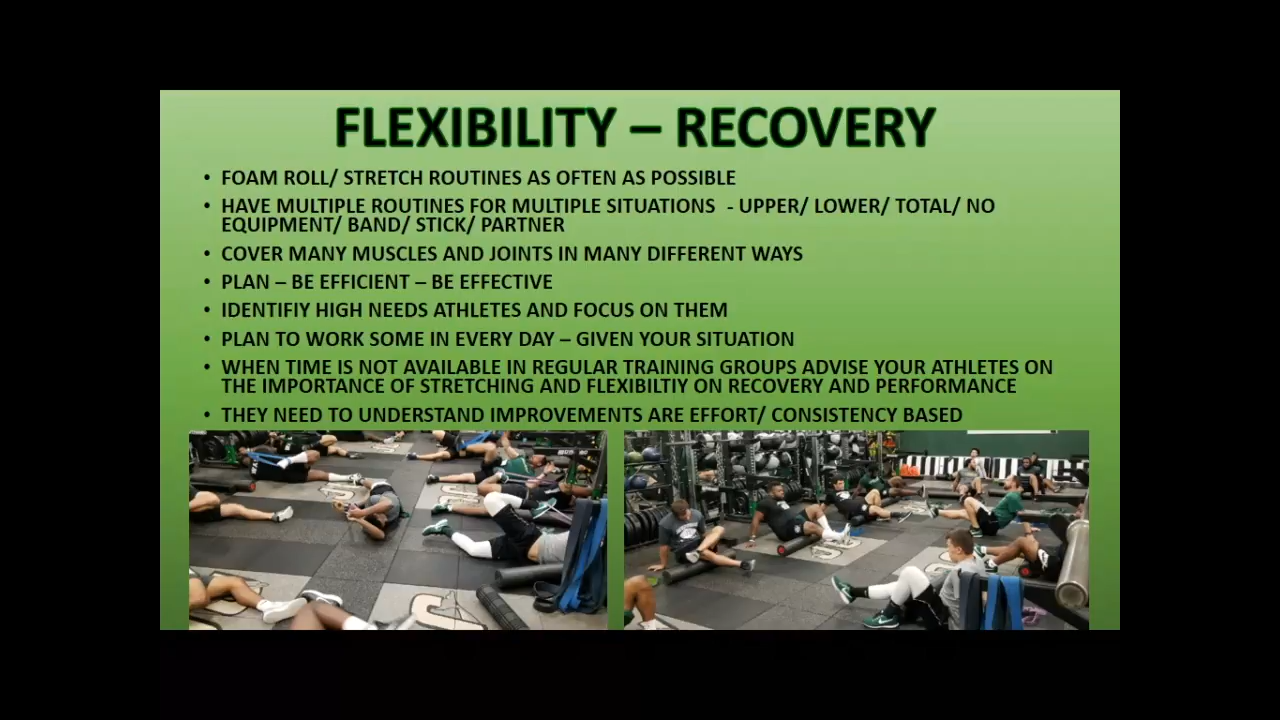 FLEXIBILITY – RECOVERY
• FOAM ROLL/ STRETCH ROUTINES AS OFTEN AS POSSIBLE
• HAVE MULTIPLE ROUTINES FOR MULTIPLE SITUATIONS - UPPER/ LOWER/ TOTAL/ NO
EQUIPMENT/ BAND/ STICK/ PARTNER
• COVER MANY MUSCLES AND JOINTS IN MANY DIFFERENT WAYS
• PLAN – BE EFFICIENT – BE EFFECTIVE
• IDENTIFIY HIGH NEEDS ATHLETES AND FOCUS ON THEM
• PLAN TO WORK SOME IN EVERY DAY – GIVEN YOUR SITUATION
• WHEN TIME IS NOT AVAILABLE IN REGULAR TRAINING GROUPS ADVISE YOUR ATHLETES ON
THE IMPORTANCE OF STRETCHING AND FLEXIBILTIY ON RECOVERY AND PERFORMANCE
• THEY NEED TO UNDERSTAND IMPROVEMENTS ARE EFFORT/ CONSISTENCY BASED